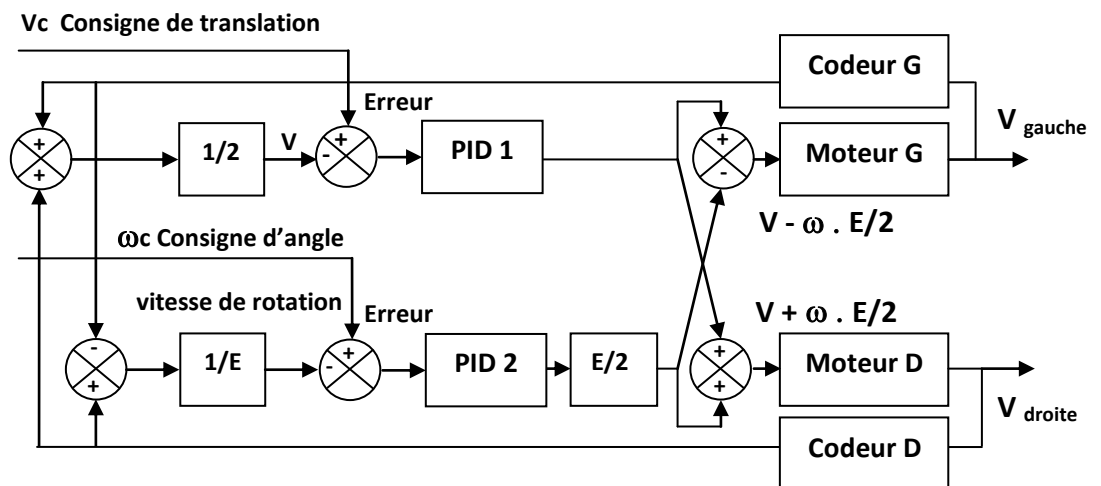 Vc Consigne de translation
Codeur G
+
+
1/2
V
Erreur
+
-
PID 1
+
-
Moteur G
V gauche
V - ω . E/2
ωc Consigne d'angle
vitesse de rotation
Erreur
V + ω . E/2
-
+
1/E
+
-
PID 2
E/2
+
+
Moteur D
V droite
Codeur D